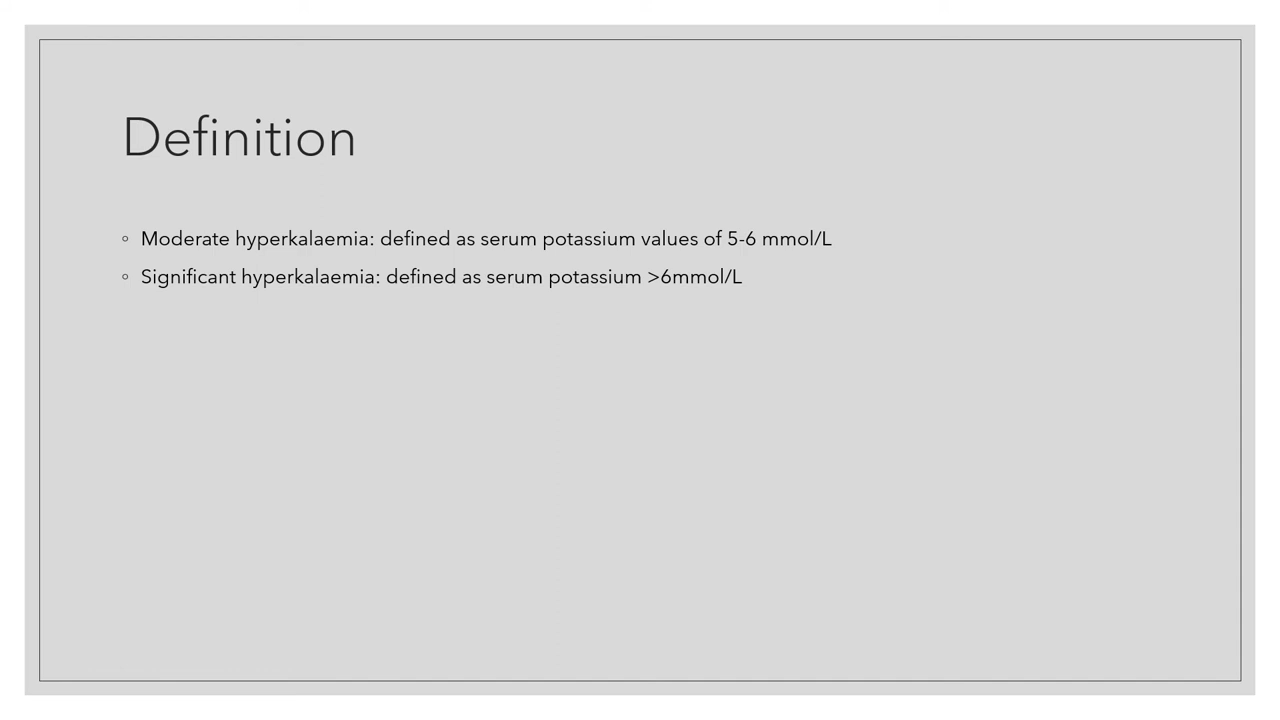 Definition
◦ Moderate hyperkalaemia: defined as serum potassium values of 5-6 mmol/L
◦ Significant hyperkalaemia: defined as serum potassium >6mmol/L